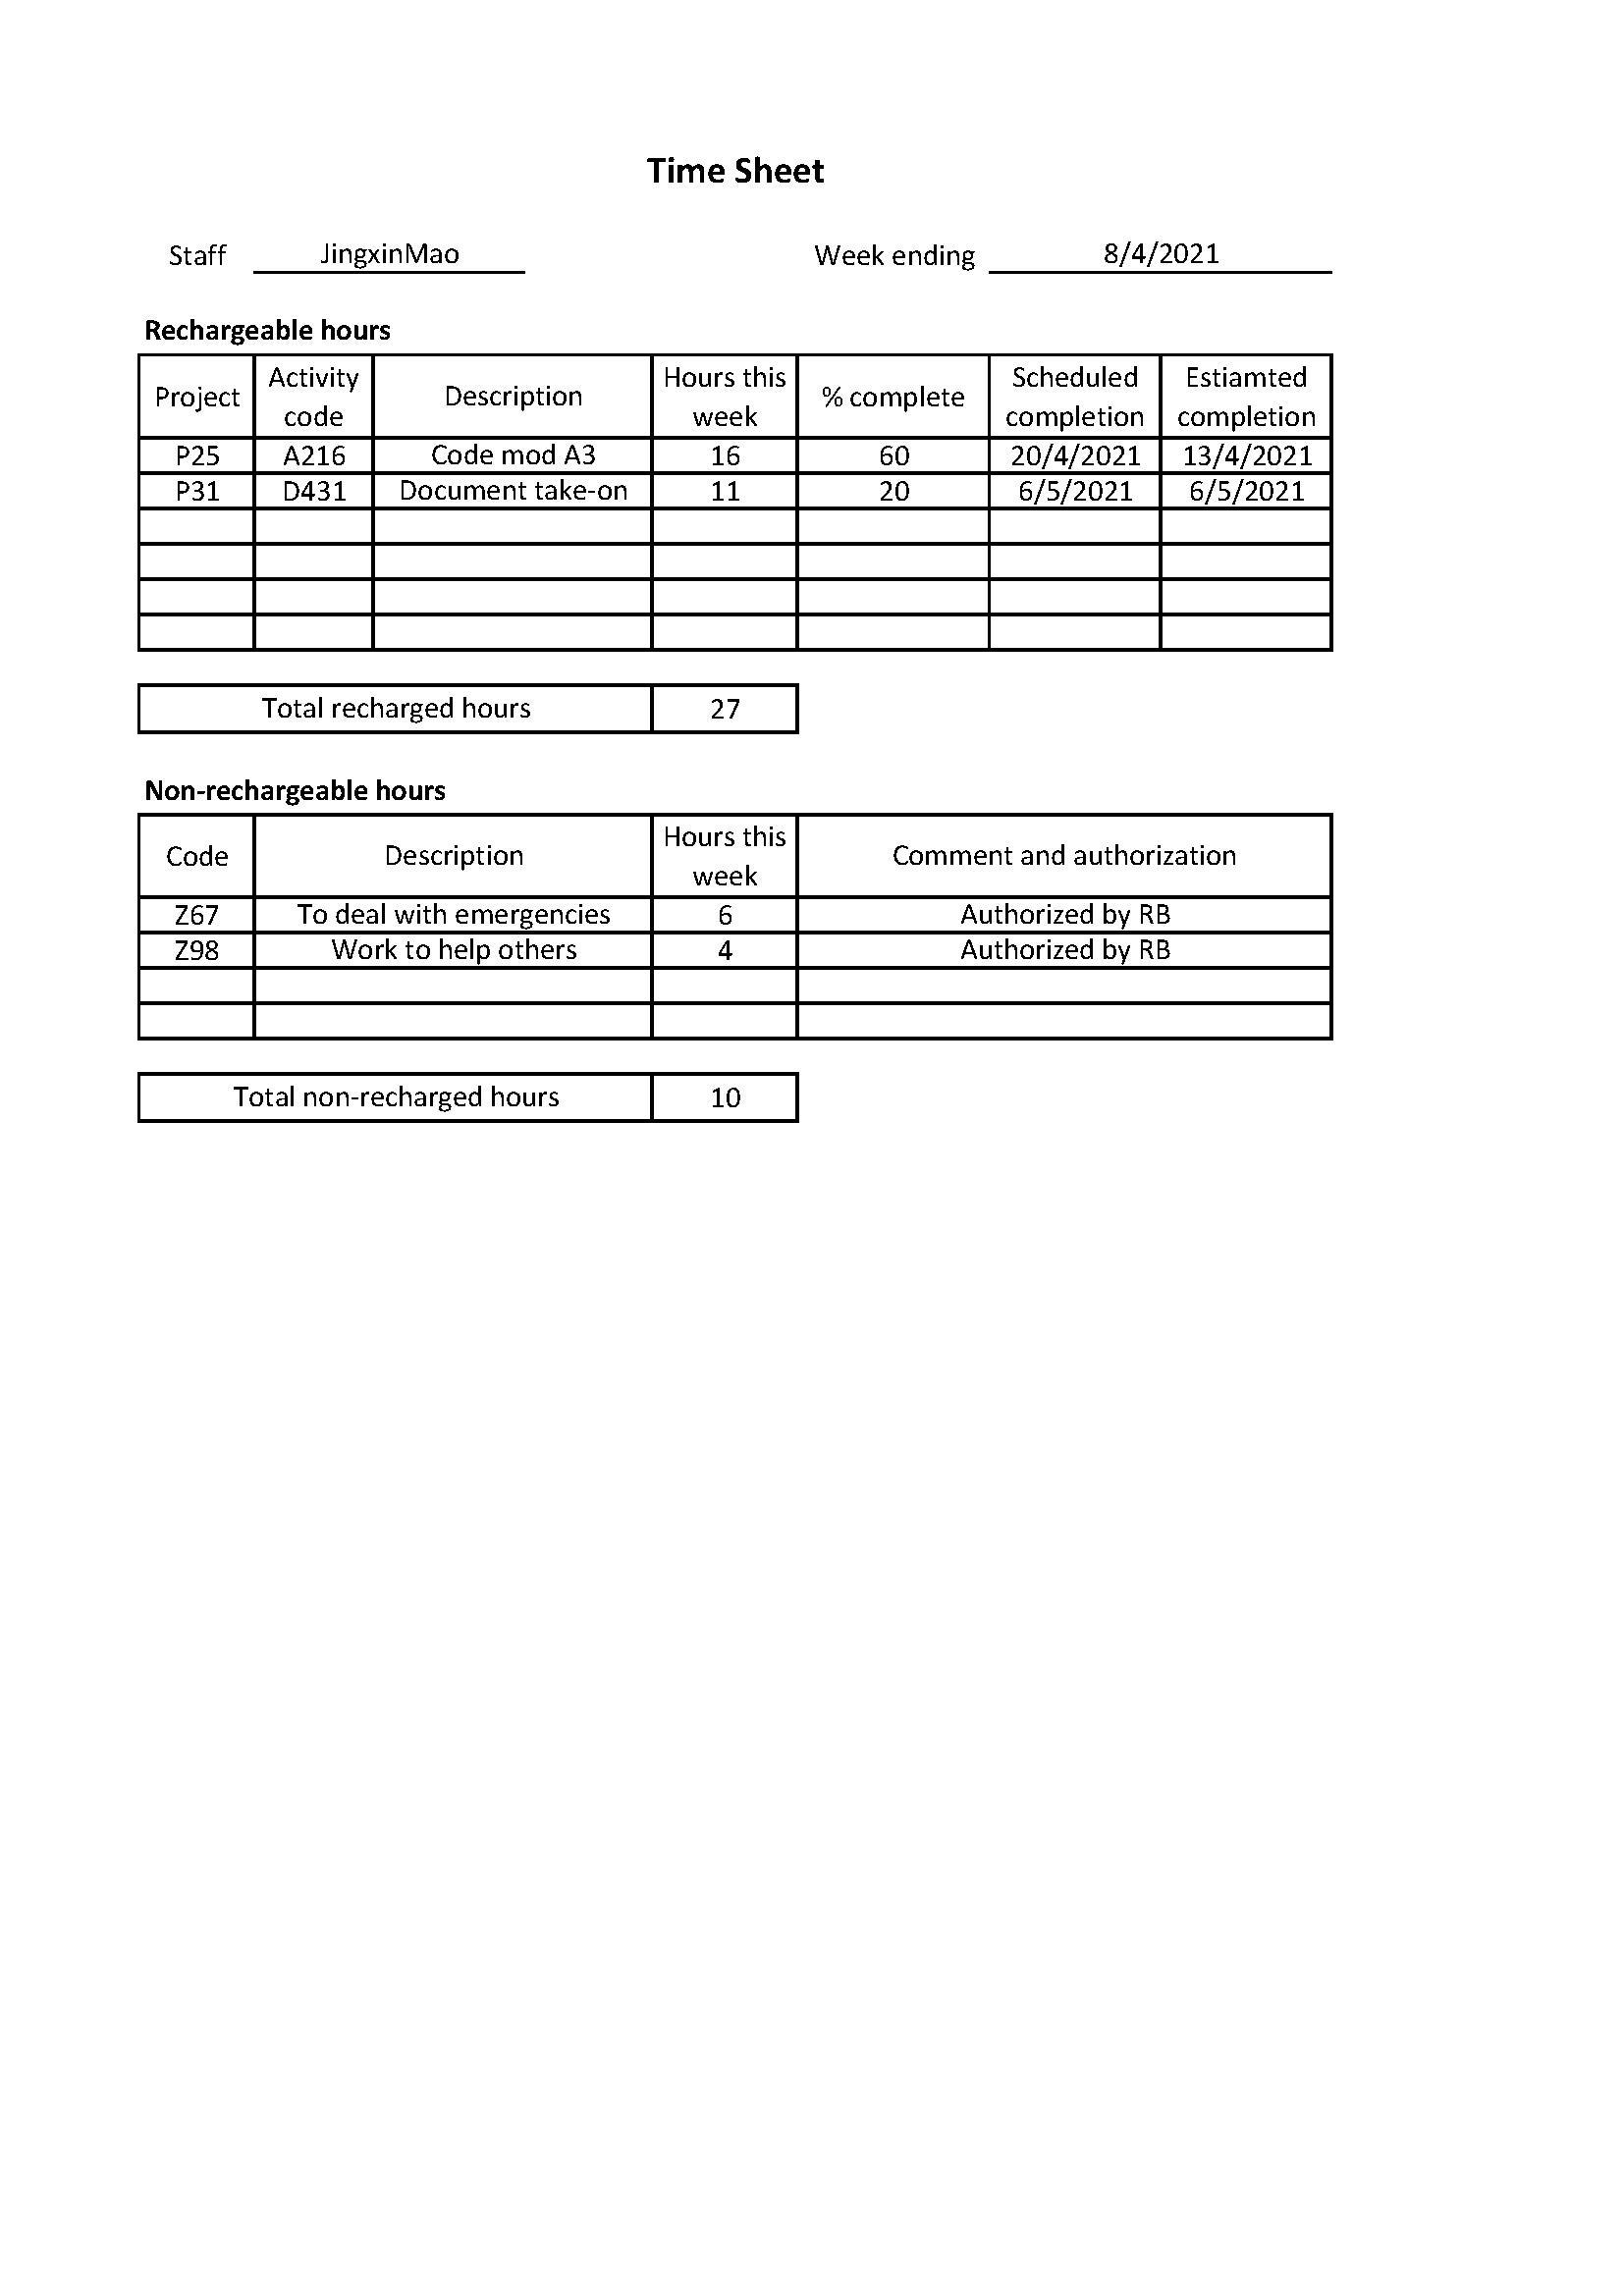 Time Sheet
Staff JingxinMao Week ending 8/4/2021
Rechargeable hours
Project Activity code Description Hours this week % complete Scheduled completion Estiamted completion
P25 A216 Code mod A3 16 60 20/4/2021 13/4/2021
P31 D431 Document take-on 11 20 6/5/2021 6/5/2021
Total recharged hours 27
Non-rechargeable hours
Code Description Hours this week Comment and authorization
Z67 To deal with emergencies 6 Authorized by RB
Z98 Work to help others 4 Authorized by RB
Total non-recharged hours 10